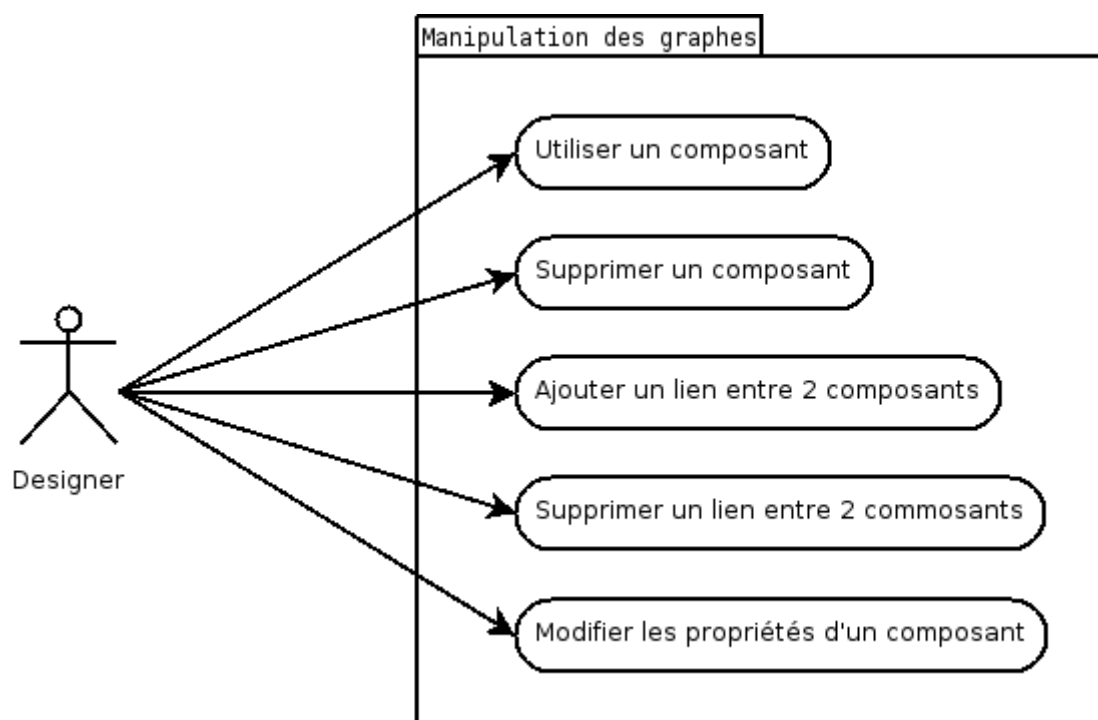 Manipulation des graphes
Utiliser un composant
Supprimer un composant
Ajouter un lien entre 2 composants
Designer
Supprimer un lien entre 2 commosants
Modifier les propriétés d'un composant